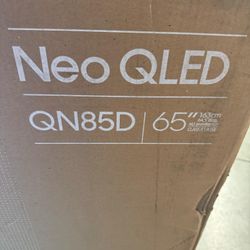 Neo QLED
QN85D | 65"
163cm